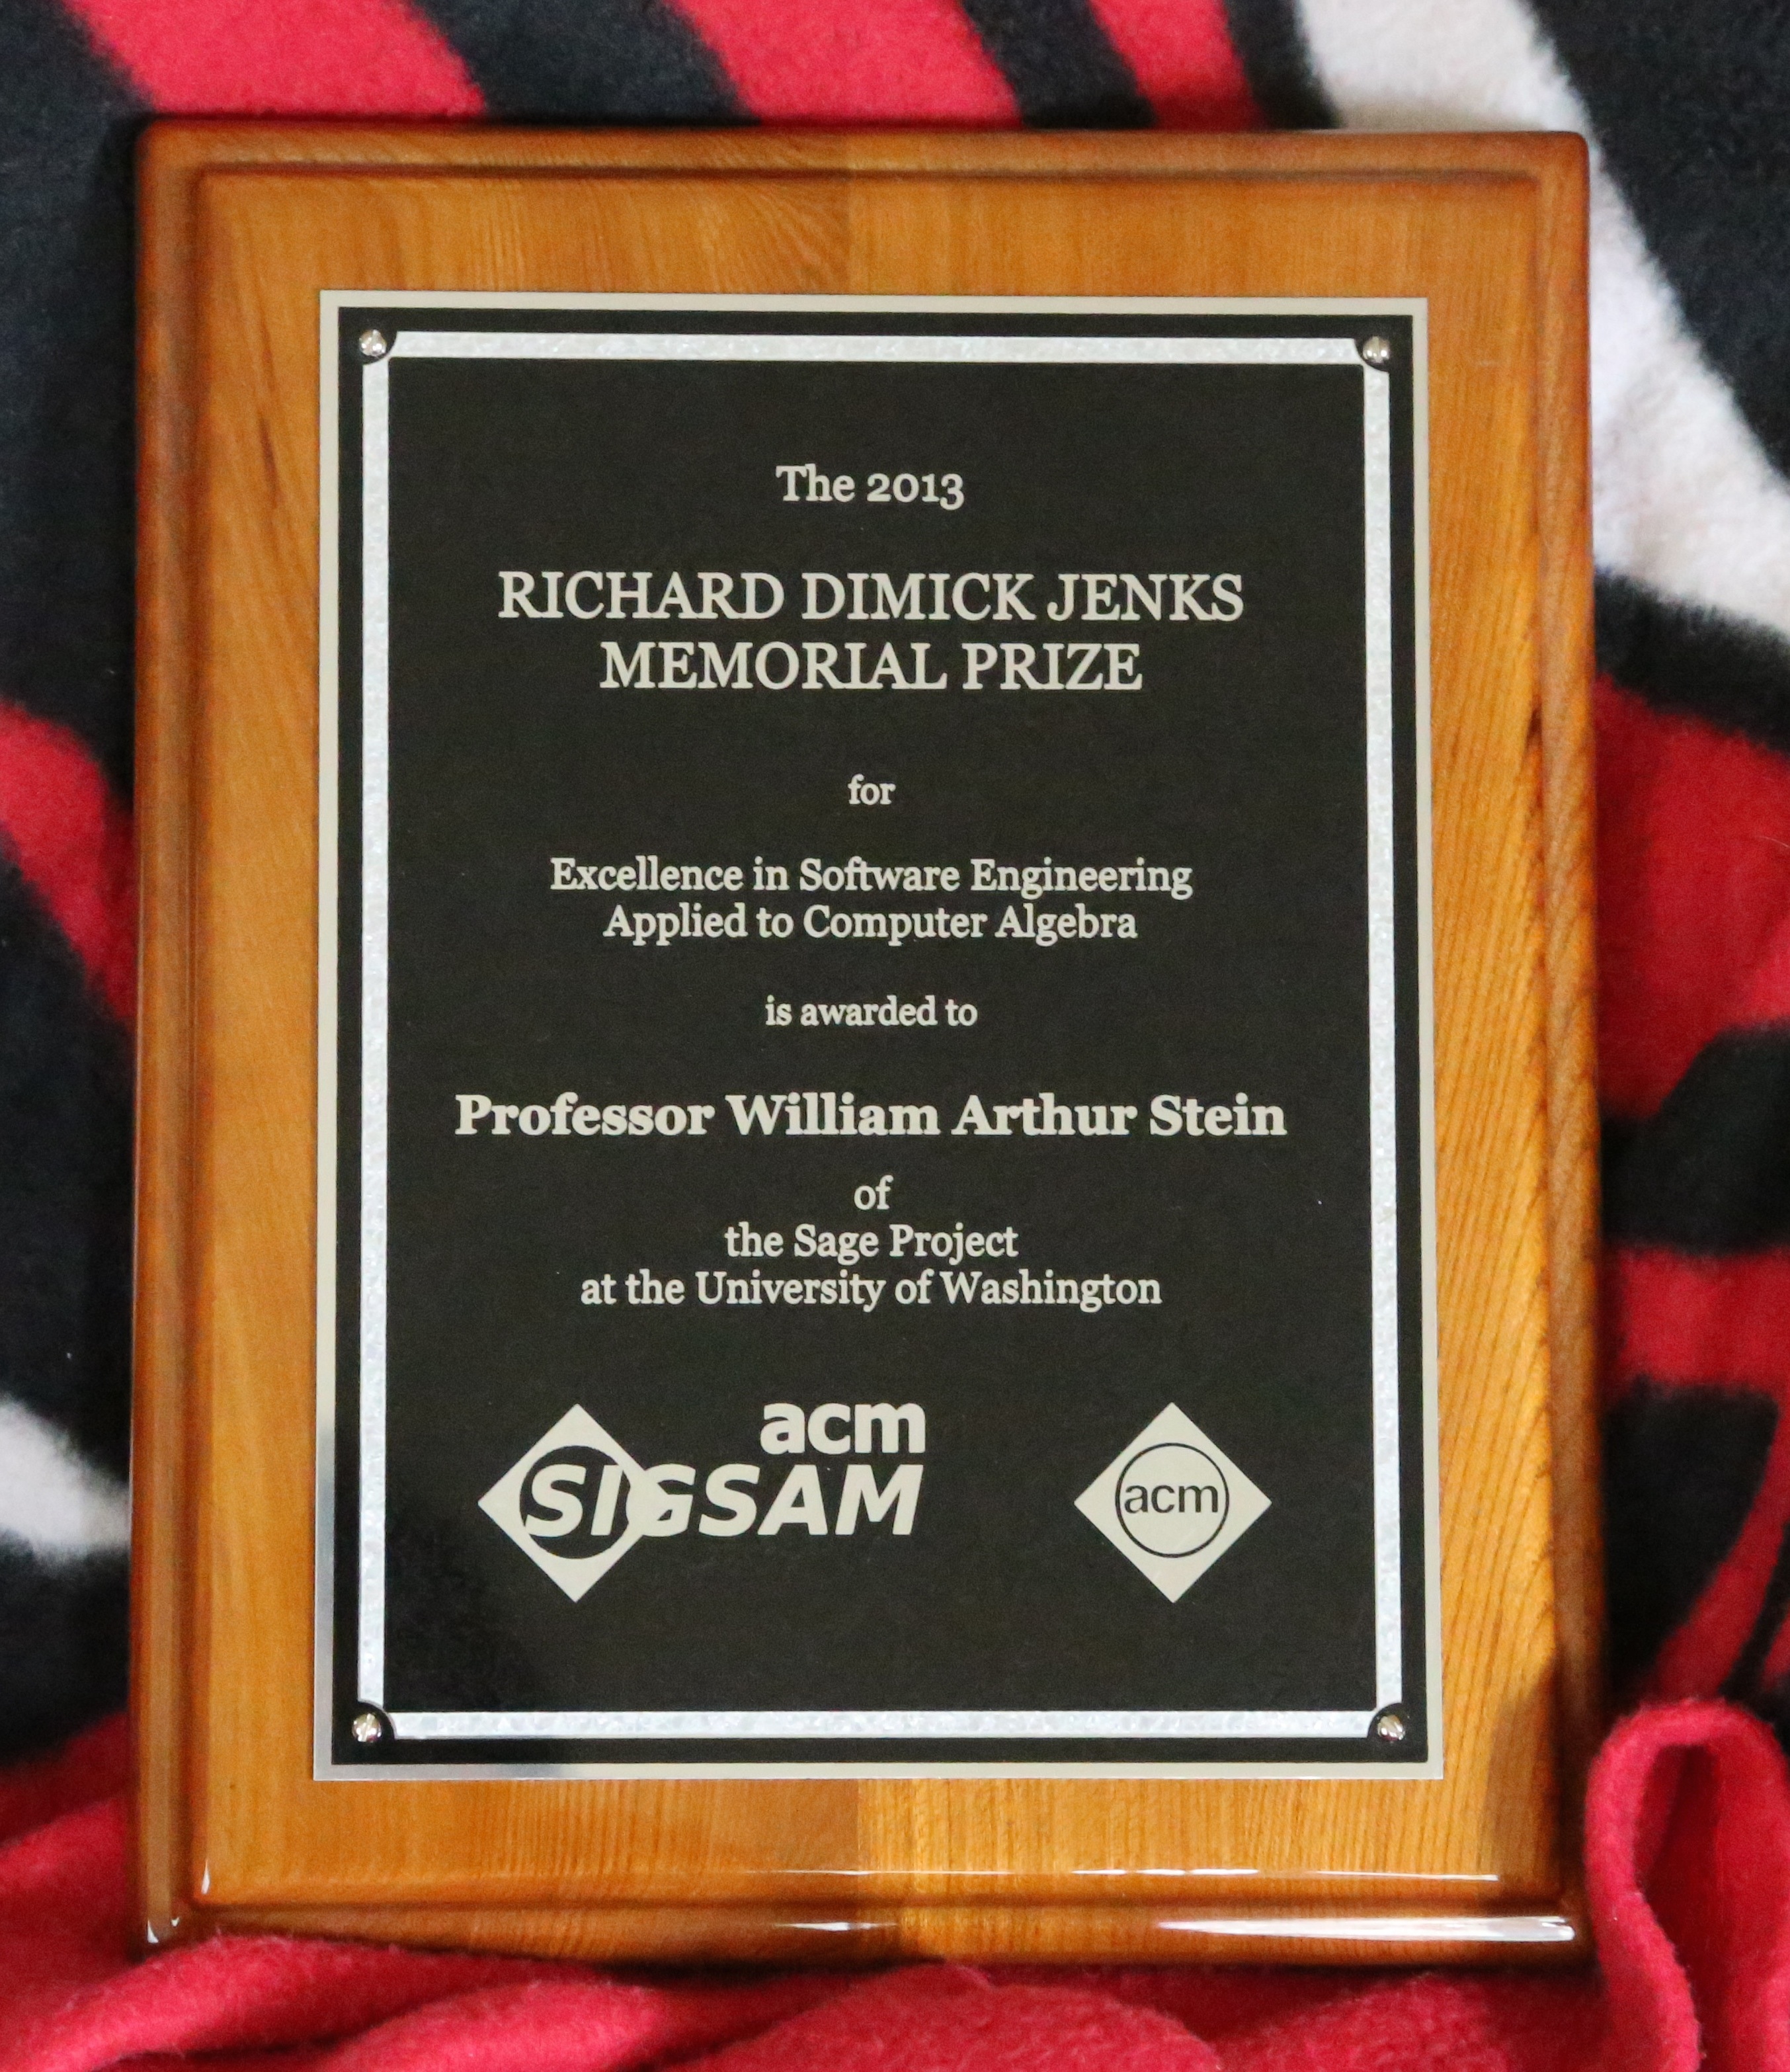 The 2013
RICHARD DIMICK JENKS
MEMORIAL PRIZE
for
Excellence in Software Engineering
Applied to Computer Algebra
is awarded to
Professor William Arthur Stein
of
the Sage Project
at the University of Washington
acm
SIGSAM
acm